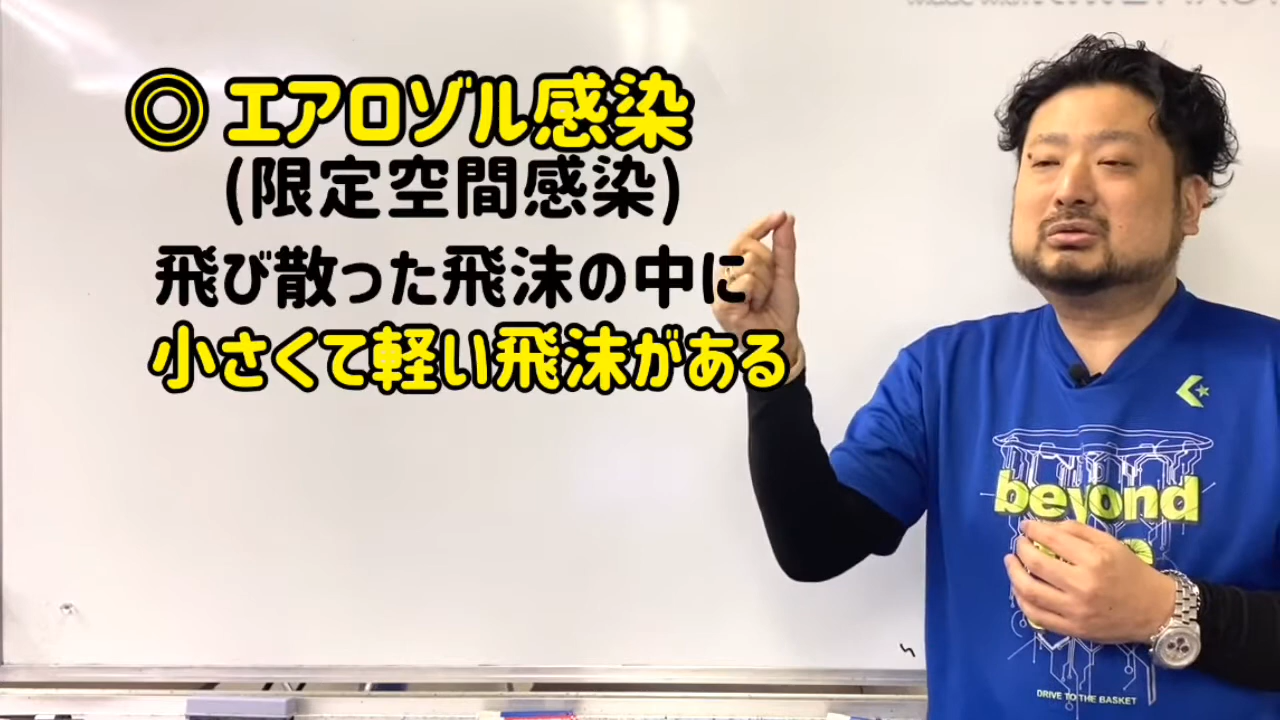 ◎ エアロゾル感染
(限定空間感染)
飛び散った飛沫の中に
小さくて軽い飛沫がある
beyond
DRIVE TO THE BASKET